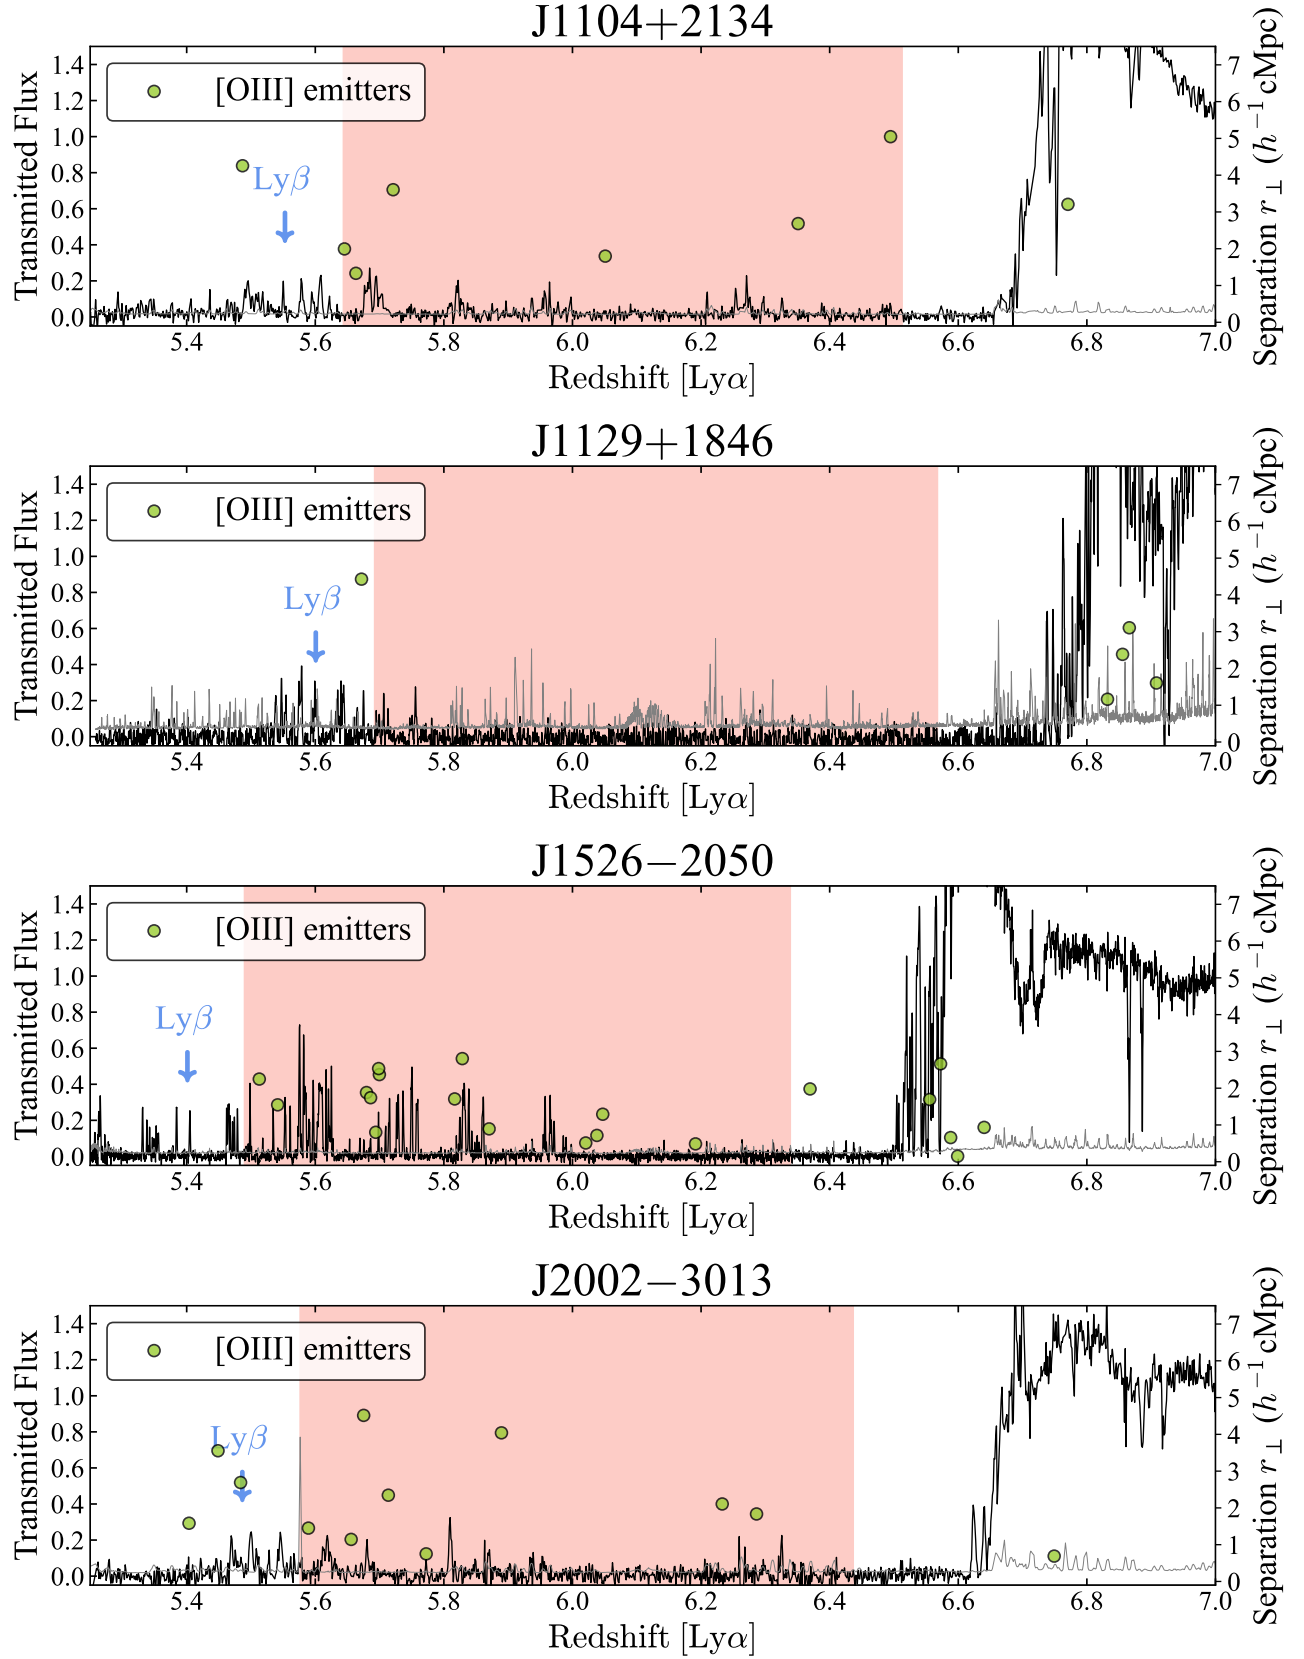 J1104+2134
Transmitted Flux
1.4
1.2
1.0
0.8
0.6
0.4
0.2
0.0
[OIII] emitters
Lyβ
7
6
5
4
3
2
1
0
Separation r⊥ (h⁻¹ cMpc)
5.4 5.6 5.8 6.0 6.2 6.4 6.6 6.8 7.0
Redshift [Lyα]
J1129+1846
Transmitted Flux
1.4
1.2
1.0
0.8
0.6
0.4
0.2
0.0
[OIII] emitters
Lyβ
7
6
5
4
3
2
1
0
Separation r⊥ (h⁻¹ cMpc)
5.4 5.6 5.8 6.0 6.2 6.4 6.6 6.8 7.0
Redshift [Lyα]
J1526−2050
Transmitted Flux
1.4
1.2
1.0
0.8
0.6
0.4
0.2
0.0
[OIII] emitters
Lyβ
7
6
5
4
3
2
1
0
Separation r⊥ (h⁻¹ cMpc)
5.4 5.6 5.8 6.0 6.2 6.4 6.6 6.8 7.0
Redshift [Lyα]
J2002−3013
Transmitted Flux
1.4
1.2
1.0
0.8
0.6
0.4
0.2
0.0
[OIII] emitters
Lyβ
7
6
5
4
3
2
1
0
Separation r⊥ (h⁻¹ cMpc)
5.4 5.6 5.8 6.0 6.2 6.4 6.6 6.8 7.0
Redshift [Lyα]